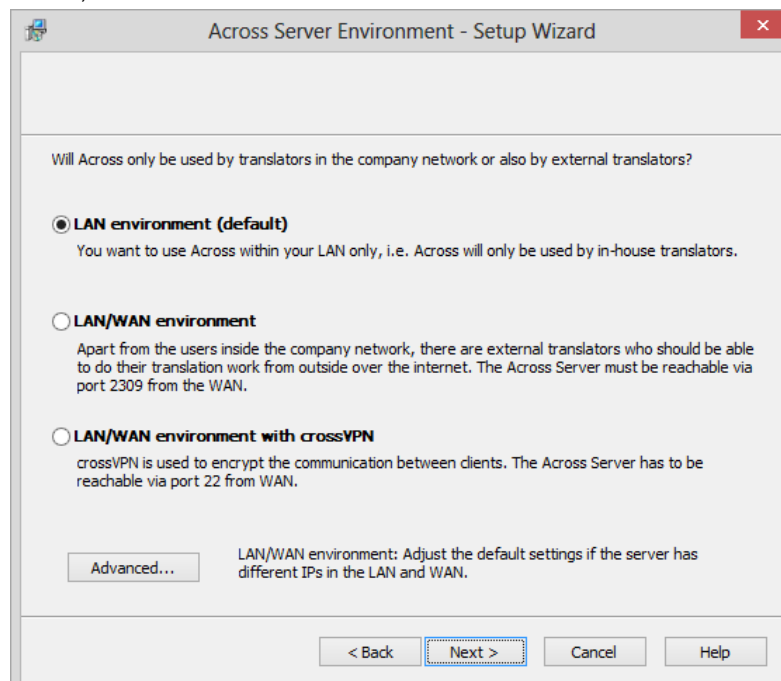 Across Server Environment - Setup Wizard
Will Across only be used by translators in the company network or also by external translators?
LAN environment (default)
You want to use Across within your LAN only, i.e. Across will only be used by in-house translators.
LAN/WAN environment
Apart from the users inside the company network, there are external translators who should be able
to do their translation work from outside over the internet. The Across Server must be reachable via
port 2309 from the WAN.
LAN/WAN environment with crossVPN
crossVPN is used to encrypt the communication between clients. The Across Server has to be
reachable via port 22 from WAN.
Advanced...
LAN/WAN environment: Adjust the default settings if the server has
different IPs in the LAN and WAN.
< Back Next > Cancel Help